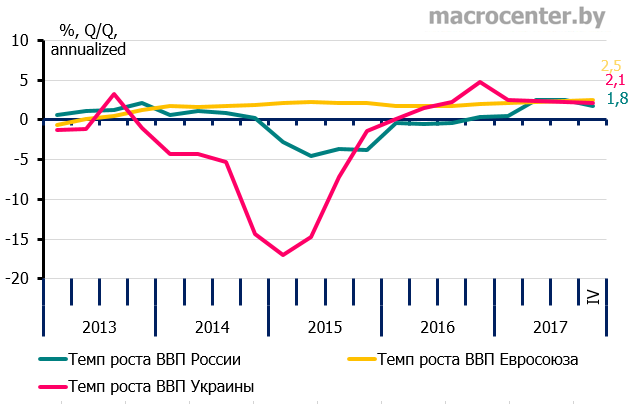 macrocenter.by
%, Q/Q,
annualized
10
5
0
-5
-10
-15
-20
2,5
2,1
1,8
IV
2013 2014 2015 2016 2017
Темп роста ВВП России Темп роста ВВП Евросоюза
Темп роста ВВП Украины